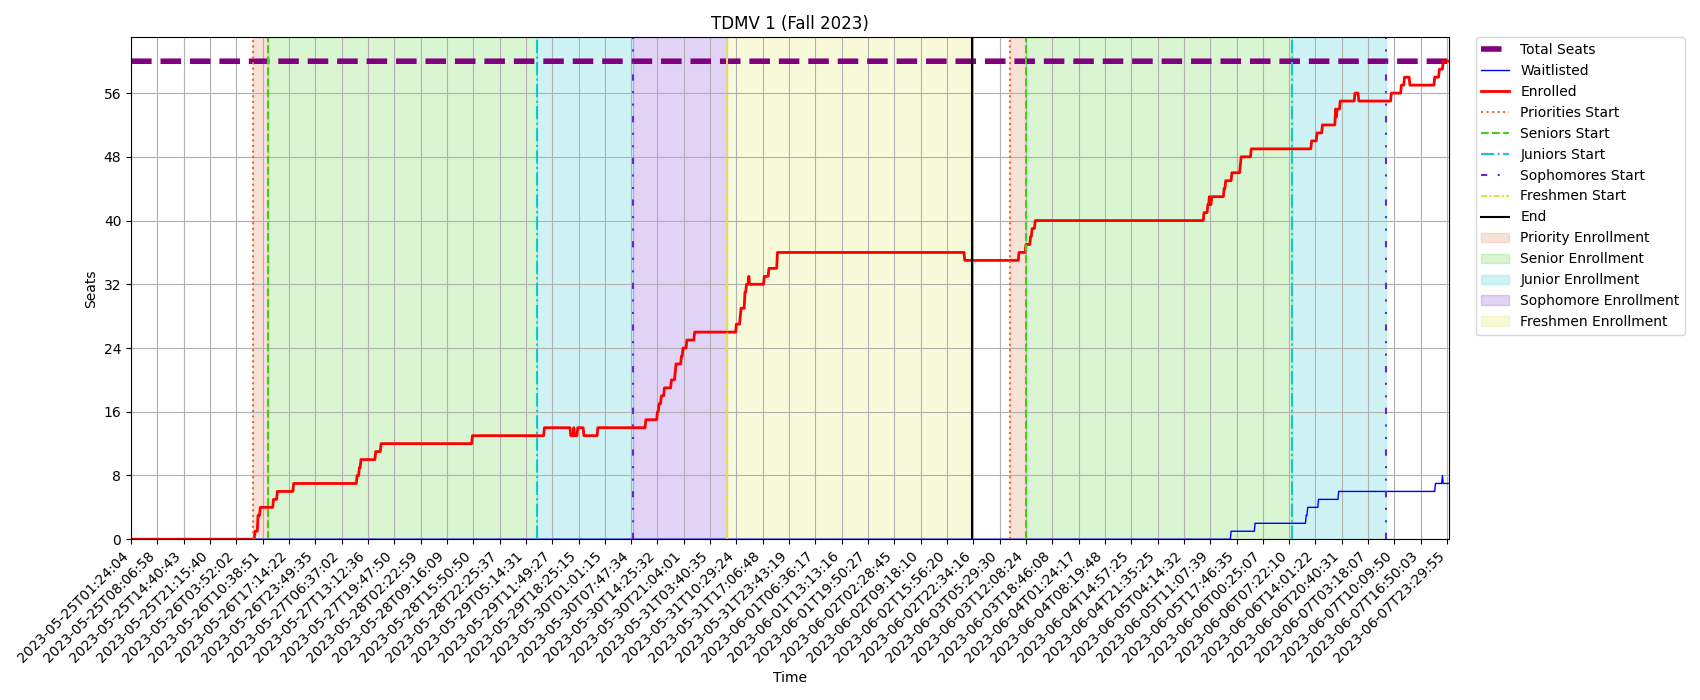 TDMV 1 (Fall 2023)
Total Seats
Waitlisted
Enrolled
Priorities Start
Seniors Start
Juniors Start
Sophomores Start
Freshmen Start
End
Priority Enrollment
Senior Enrollment
Junior Enrollment
Sophomore Enrollment
Freshmen Enrollment
Seats
56
48
40
32
24
16
8
0
2023-05-25T01:24:04
2023-05-25T08:06:58
2023-05-25T14:40:43
2023-05-25T21:15:40
2023-05-26T03:52:02
2023-05-26T10:38:51
2023-05-26T17:14:22
2023-05-26T23:49:35
2023-05-27T06:37:02
2023-05-27T13:12:36
2023-05-27T19:47:50
2023-05-28T02:22:59
2023-05-28T09:16:09
2023-05-28T15:50:50
2023-05-28T22:25:37
2023-05-29T05:14:31
2023-05-29T11:49:27
2023-05-29T18:25:15
2023-05-30T01:01:15
2023-05-30T07:47:34
2023-05-30T14:25:32
2023-05-30T21:04:01
2023-05-31T03:40:35
2023-05-31T10:29:24
2023-05-31T17:06:48
2023-05-31T23:43:19
2023-06-01T06:36:17
2023-06-01T13:13:16
2023-06-01T19:50:27
2023-06-02T02:28:45
2023-06-02T09:18:10
2023-06-02T15:56:20
2023-06-02T22:34:16
2023-06-03T05:29:30
2023-06-03T12:08:24
2023-06-03T18:46:08
2023-06-04T01:24:17
2023-06-04T08:19:48
2023-06-04T14:57:25
2023-06-04T21:35:25
2023-06-05T04:14:32
2023-06-05T11:07:39
2023-06-05T17:46:35
2023-06-06T00:25:07
2023-06-06T07:22:10
2023-06-06T14:01:22
2023-06-06T20:40:31
2023-06-07T03:18:07
2023-06-07T10:09:50
2023-06-07T16:50:03
2023-06-07T23:29:55
Time